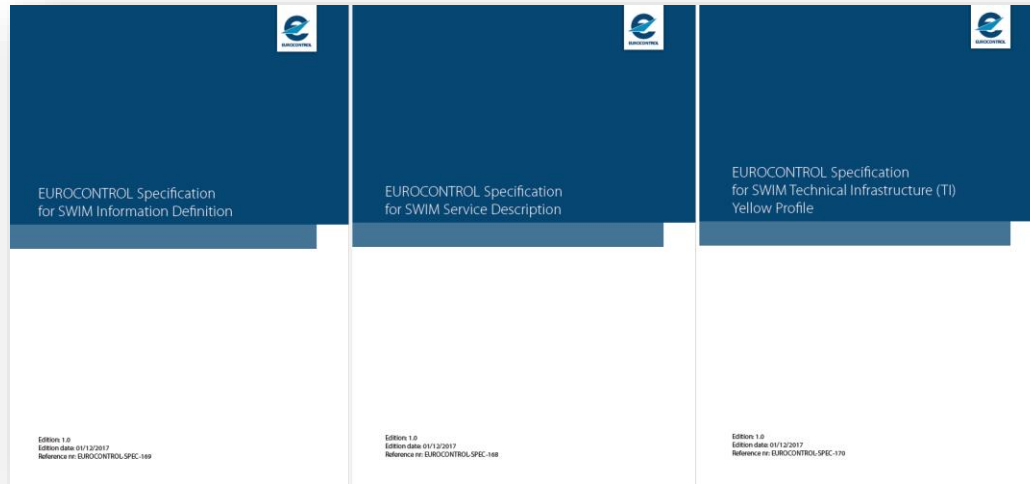 EUROCONTROL
EUROCONTROL Specification
for SWIM Information Definition
Edition: 1.0
Edition date: 01/12/2017
Reference nr: EUROCONTROL-SPEC-169
EUROCONTROL
EUROCONTROL Specification
for SWIM Service Description
Edition: 1.0
Edition date: 01/12/2017
Reference nr: EUROCONTROL-SPEC-168
EUROCONTROL
EUROCONTROL Specification
for SWIM Technical Infrastructure (TI)
Yellow Profile
Edition: 1.0
Edition date: 01/12/2017
Reference nr: EUROCONTROL-SPEC-170